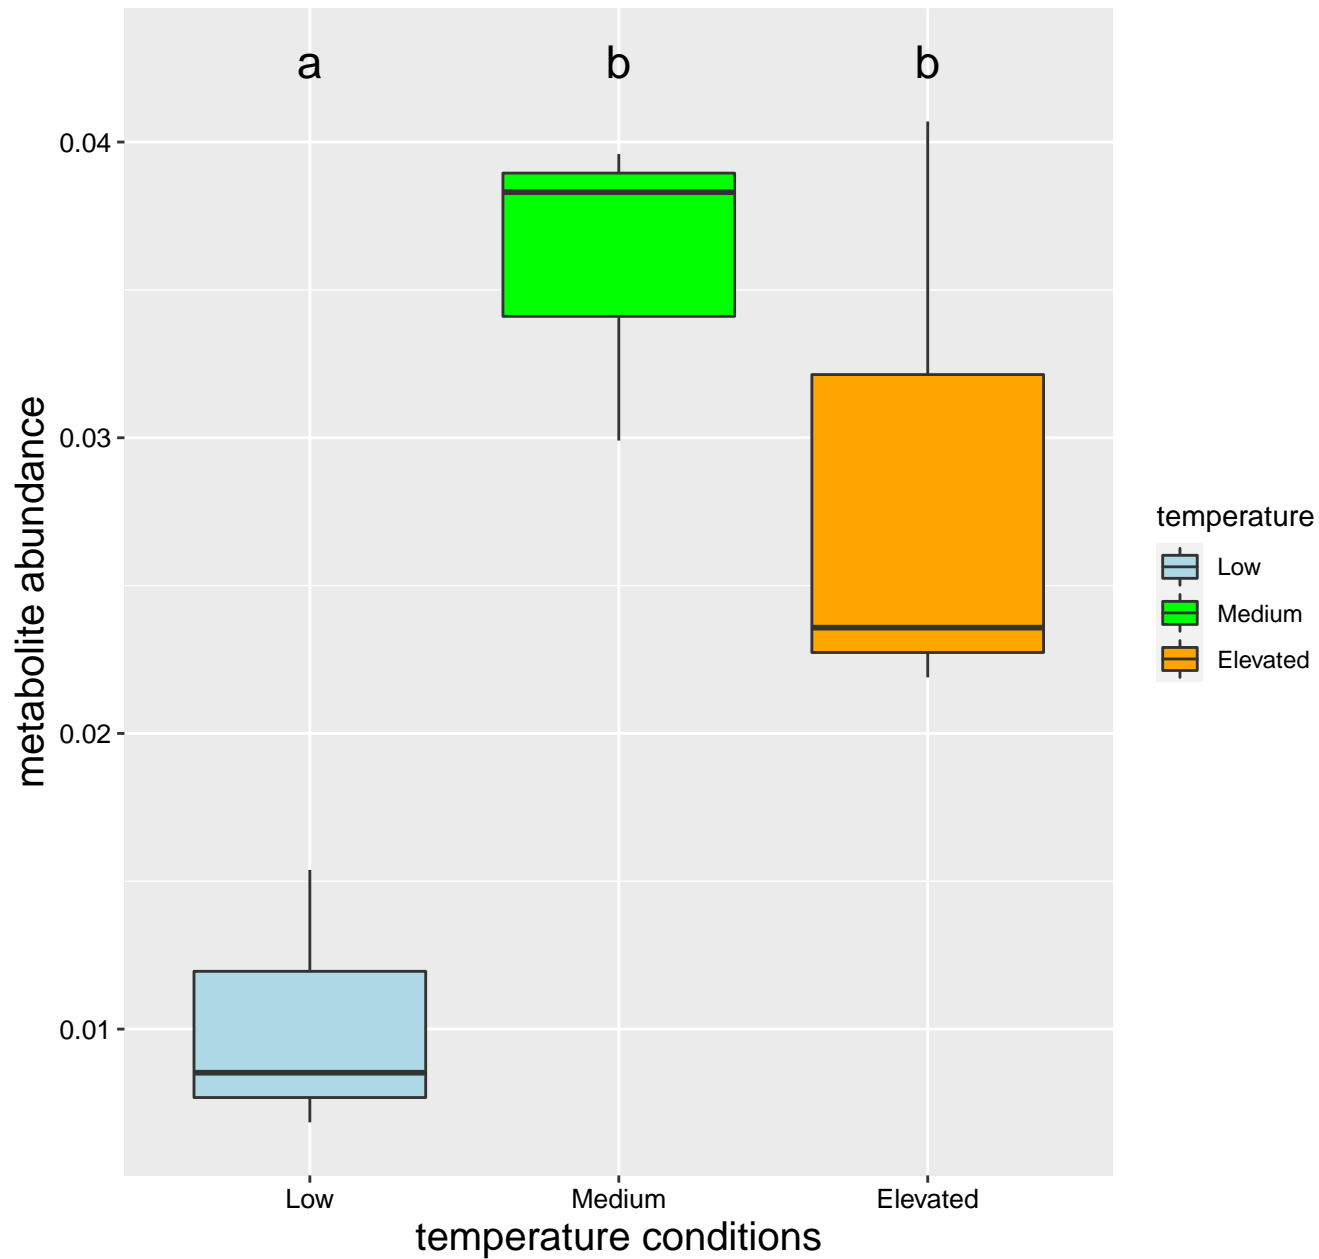 a b b
0.04
0.03
0.02
0.01
metabolite abundance
Low Medium Elevated
temperature conditions
temperature
Low
Medium
Elevated